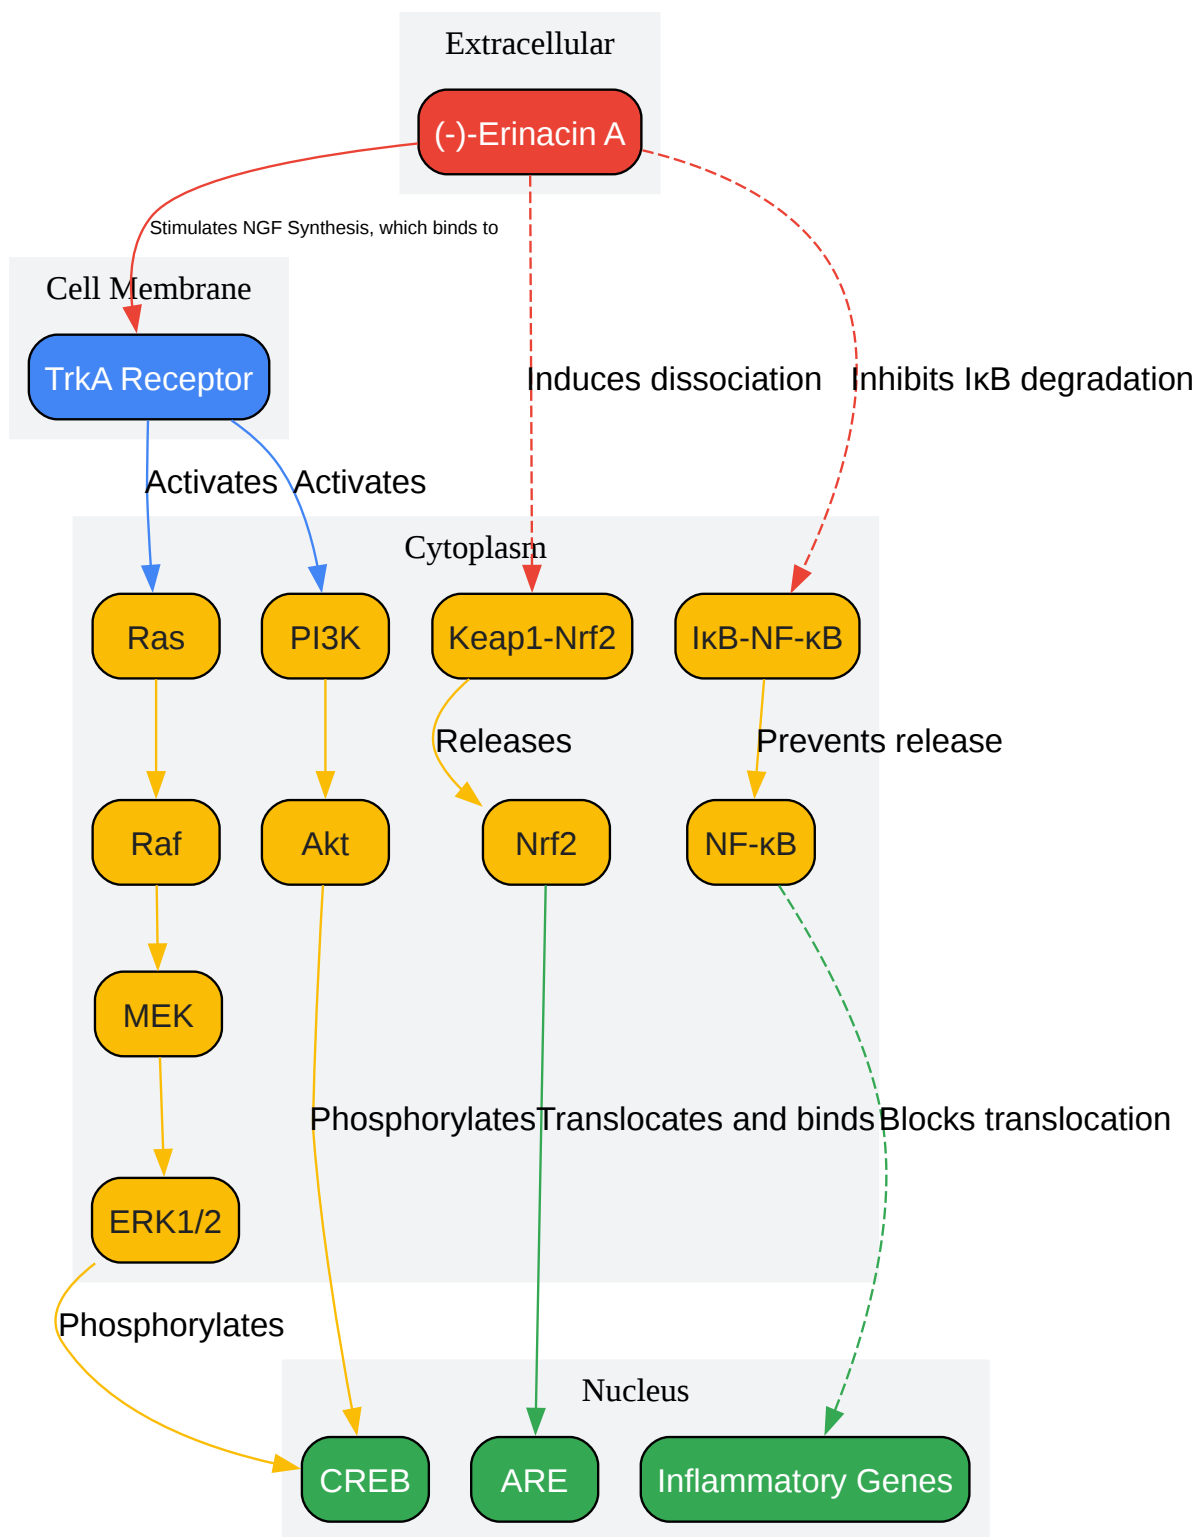 Extracellular
(-)-Erinacin A
Stimulates NGF Synthesis, which binds to
Cell Membrane
TrkA Receptor
Induces dissociation
Inhibits IκB degradation
Activates
Activates
Cytoplasm
Ras
PI3K
Keap1-Nrf2
IκB-NF-κB
Releases
Prevents release
Raf
Akt
Nrf2
NF-κB
MEK
Phosphorylates
Translocates and binds
Blocks translocation
ERK1/2
Phosphorylates
Nucleus
CREB
ARE
Inflammatory Genes